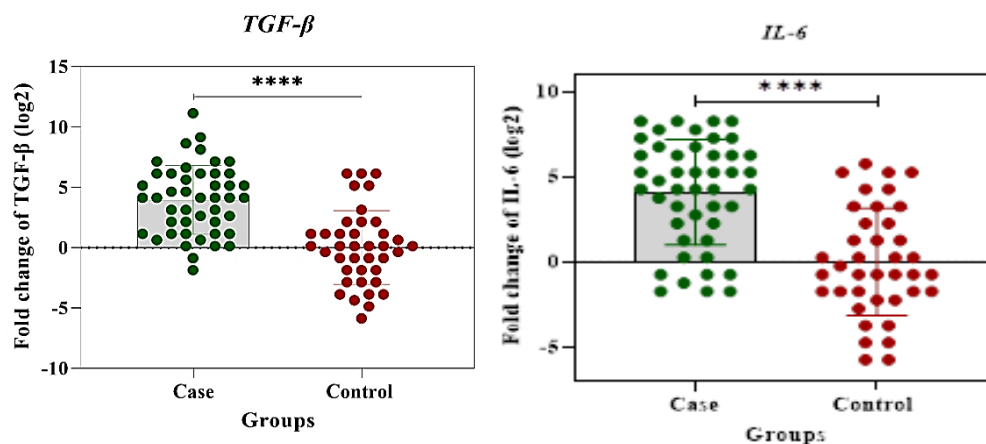 TGF-β
Fold change of TGF-β (log2)
15
10
5
0
-5
-10
****
Case
Control
Groups
IL-6
Fold change of IL-6 (log2)
10
5
0
-5
****
Case
Control
Groups